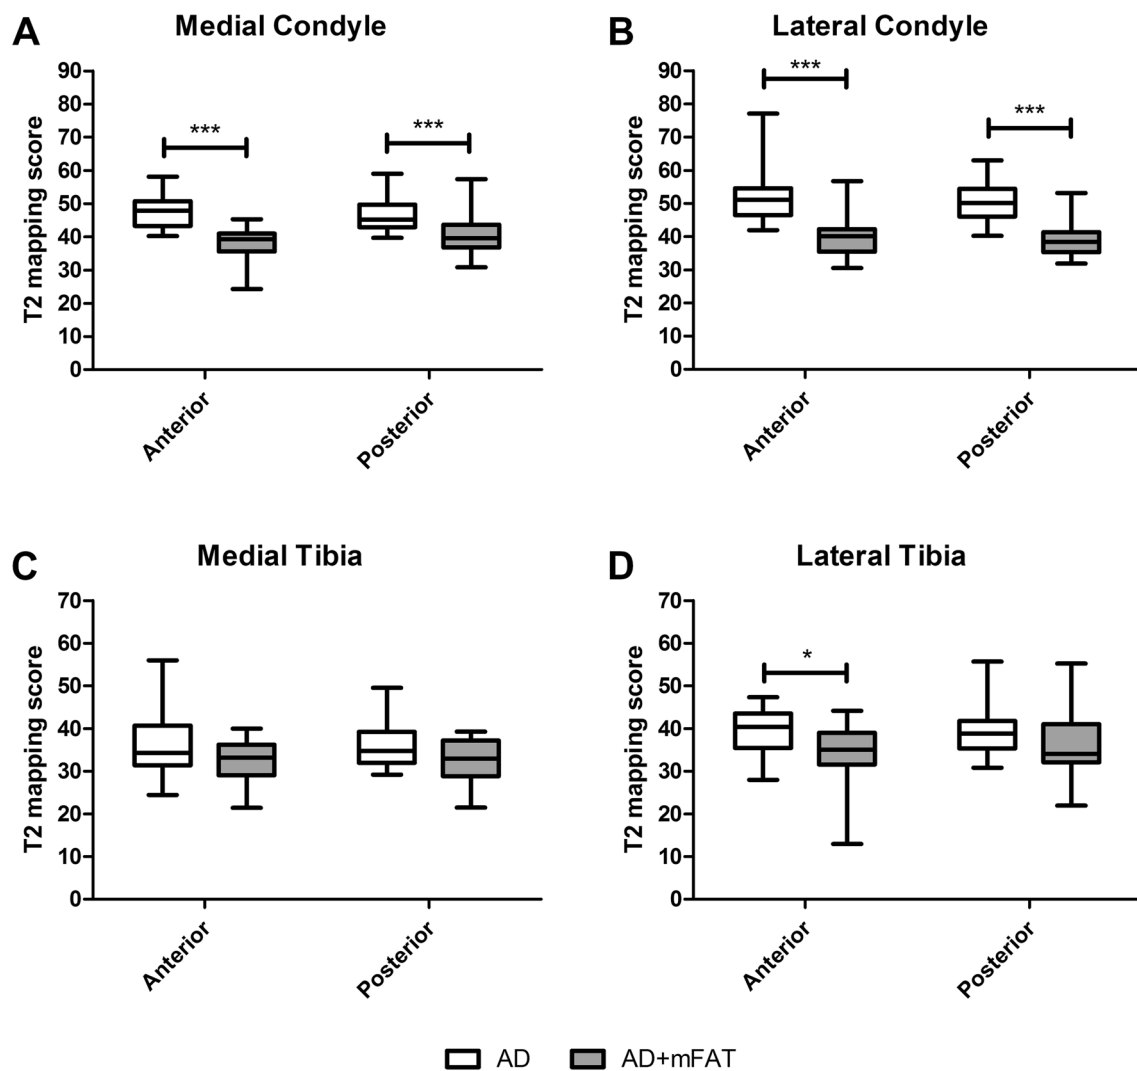 A
Medial Condyle
T2 mapping score
90
80
70
60
50
40
30
20
10
0
***
***
Anterior
Posterior
B
Lateral Condyle
T2 mapping score
90
80
70
60
50
40
30
20
10
0
***
***
Anterior
Posterior
C
Medial Tibia
T2 mapping score
70
60
50
40
30
20
10
0
Anterior
Posterior
D
Lateral Tibia
T2 mapping score
70
60
50
40
30
20
10
0
*
Anterior
Posterior
AD
AD+mFAT